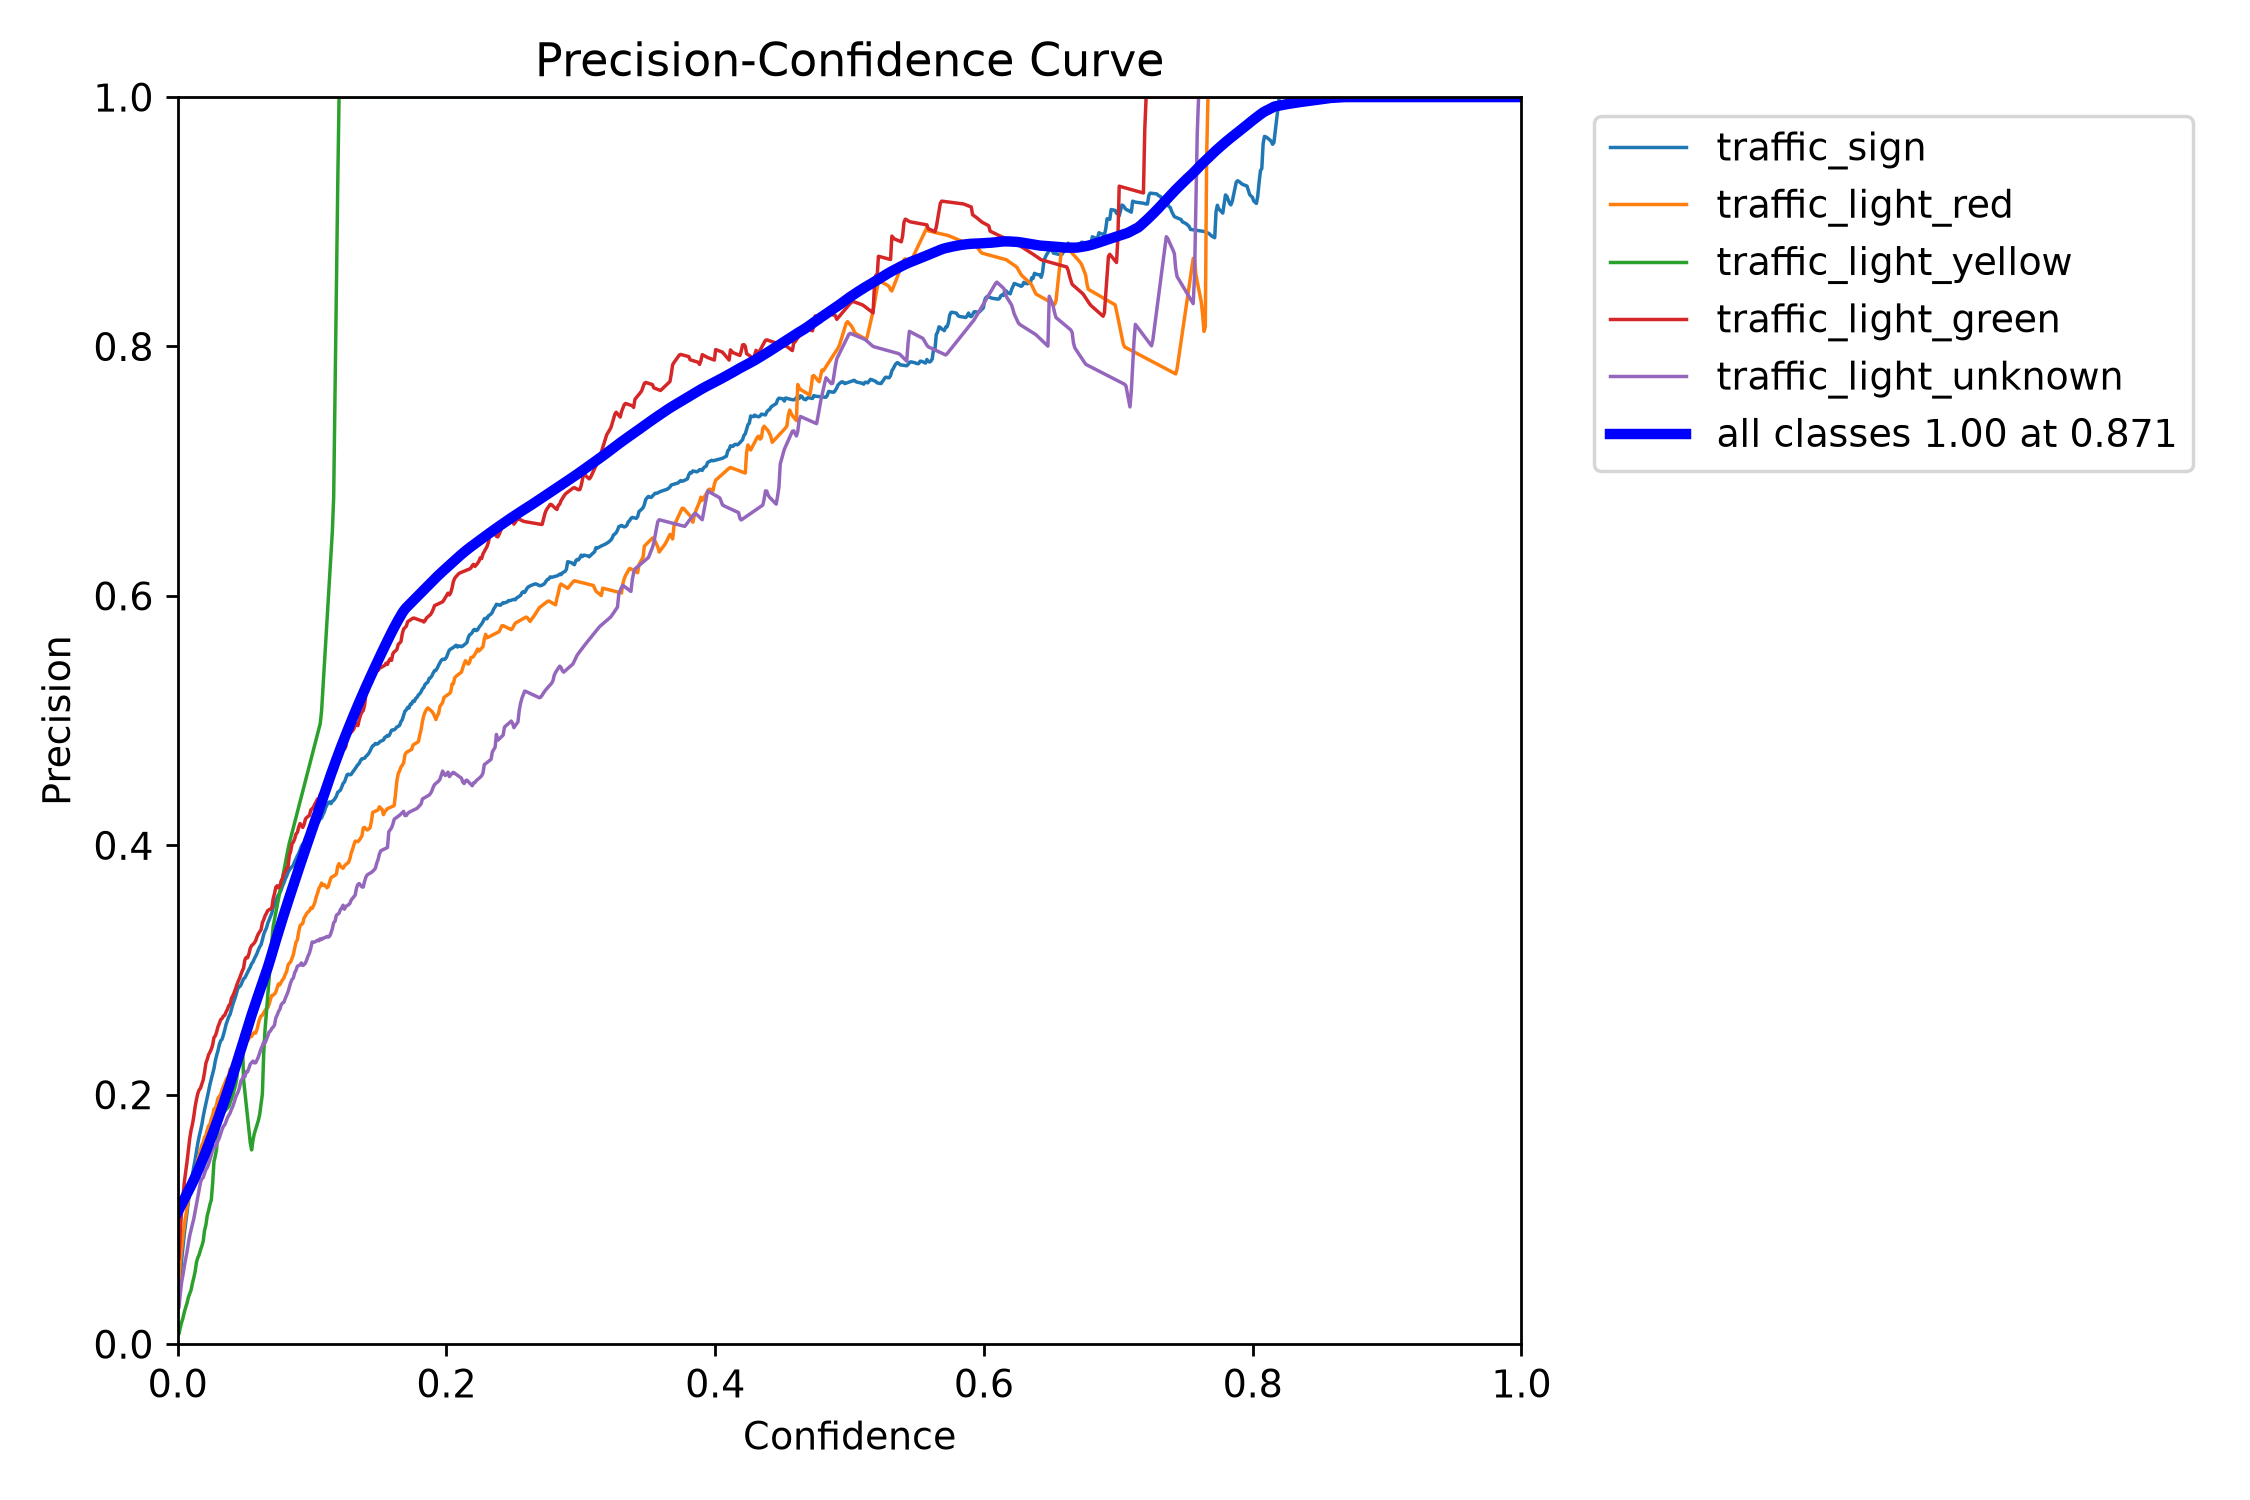 Precision-Confidence Curve
1.0
0.8
0.6
0.4
0.2
0.0
Precision
0.0 0.2 0.4 0.6 0.8 1.0
Confidence
traffic_sign
traffic_light_red
traffic_light_yellow
traffic_light_green
traffic_light_unknown
all classes 1.00 at 0.871